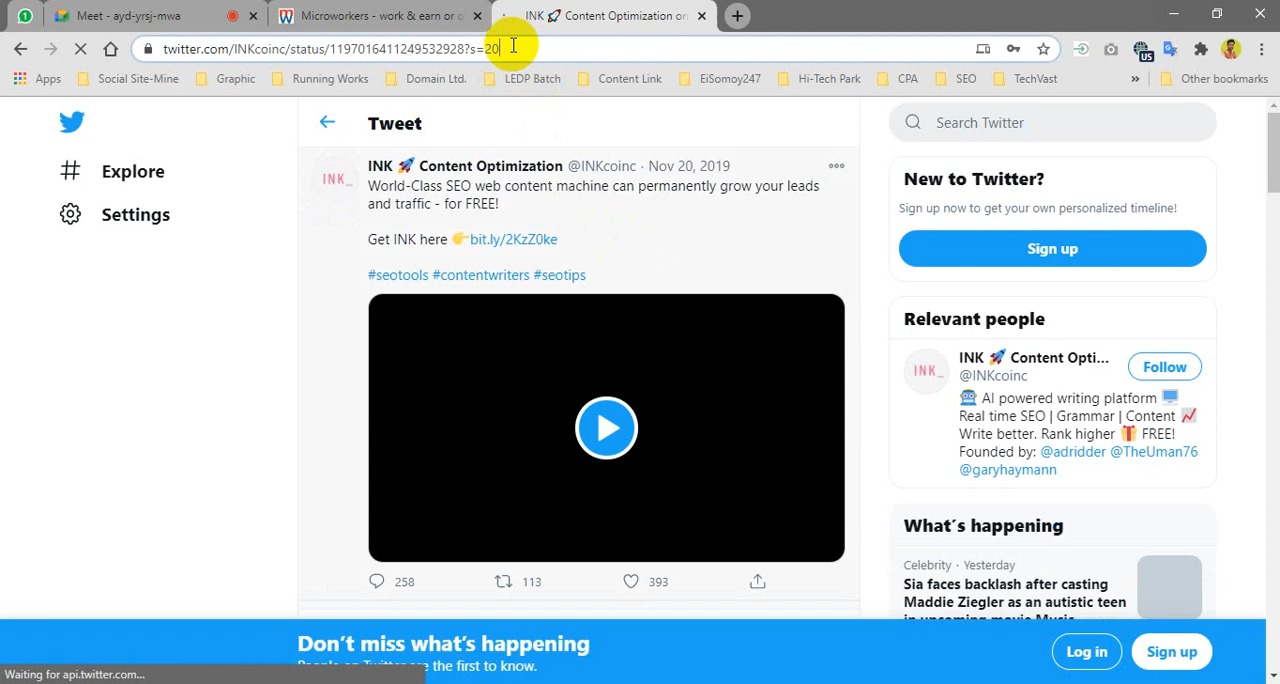 Meet - ayd-yrsj-mwa
Microworkers - work & earn or o
INK 🚀 Content Optimization on
twitter.com/INKcoinc/status/1197016411249532928?s=20
US
Apps
Social Site-Mine
Graphic
Running Works
Domain Ltd.
LEDP Batch
Content Link
EiSomoy247
Hi-Tech Park
CPA
SEO
TechVast
Other bookmarks
Explore
Settings
Tweet
INK_
INK 🚀 Content Optimization @INKcoinc · Nov 20, 2019
World-Class SEO web content machine can permanently grow your leads
and traffic - for FREE!
Get INK here 👉bit.ly/2KzZ0ke
#seotools #contentwriters #seotips
258
113
393
Search Twitter
New to Twitter?
Sign up now to get your own personalized timeline!
Sign up
Relevant people
INK_
INK 🚀 Content Opti...
@INKcoinc
Follow
🤖 AI powered writing platform 🖥️
Real time SEO | Grammar | Content 📈
Write better. Rank higher 🎁 FREE!
Founded by: @adridder @TheUman76
@garyhaymann
What's happening
Celebrity · Yesterday
Sia faces backlash after casting
Maddie Ziegler as an autistic teen
in upcoming movie Music
Don't miss what's happening
People on Twitter are the first to know.
Log in
Sign up
Waiting for api.twitter.com...